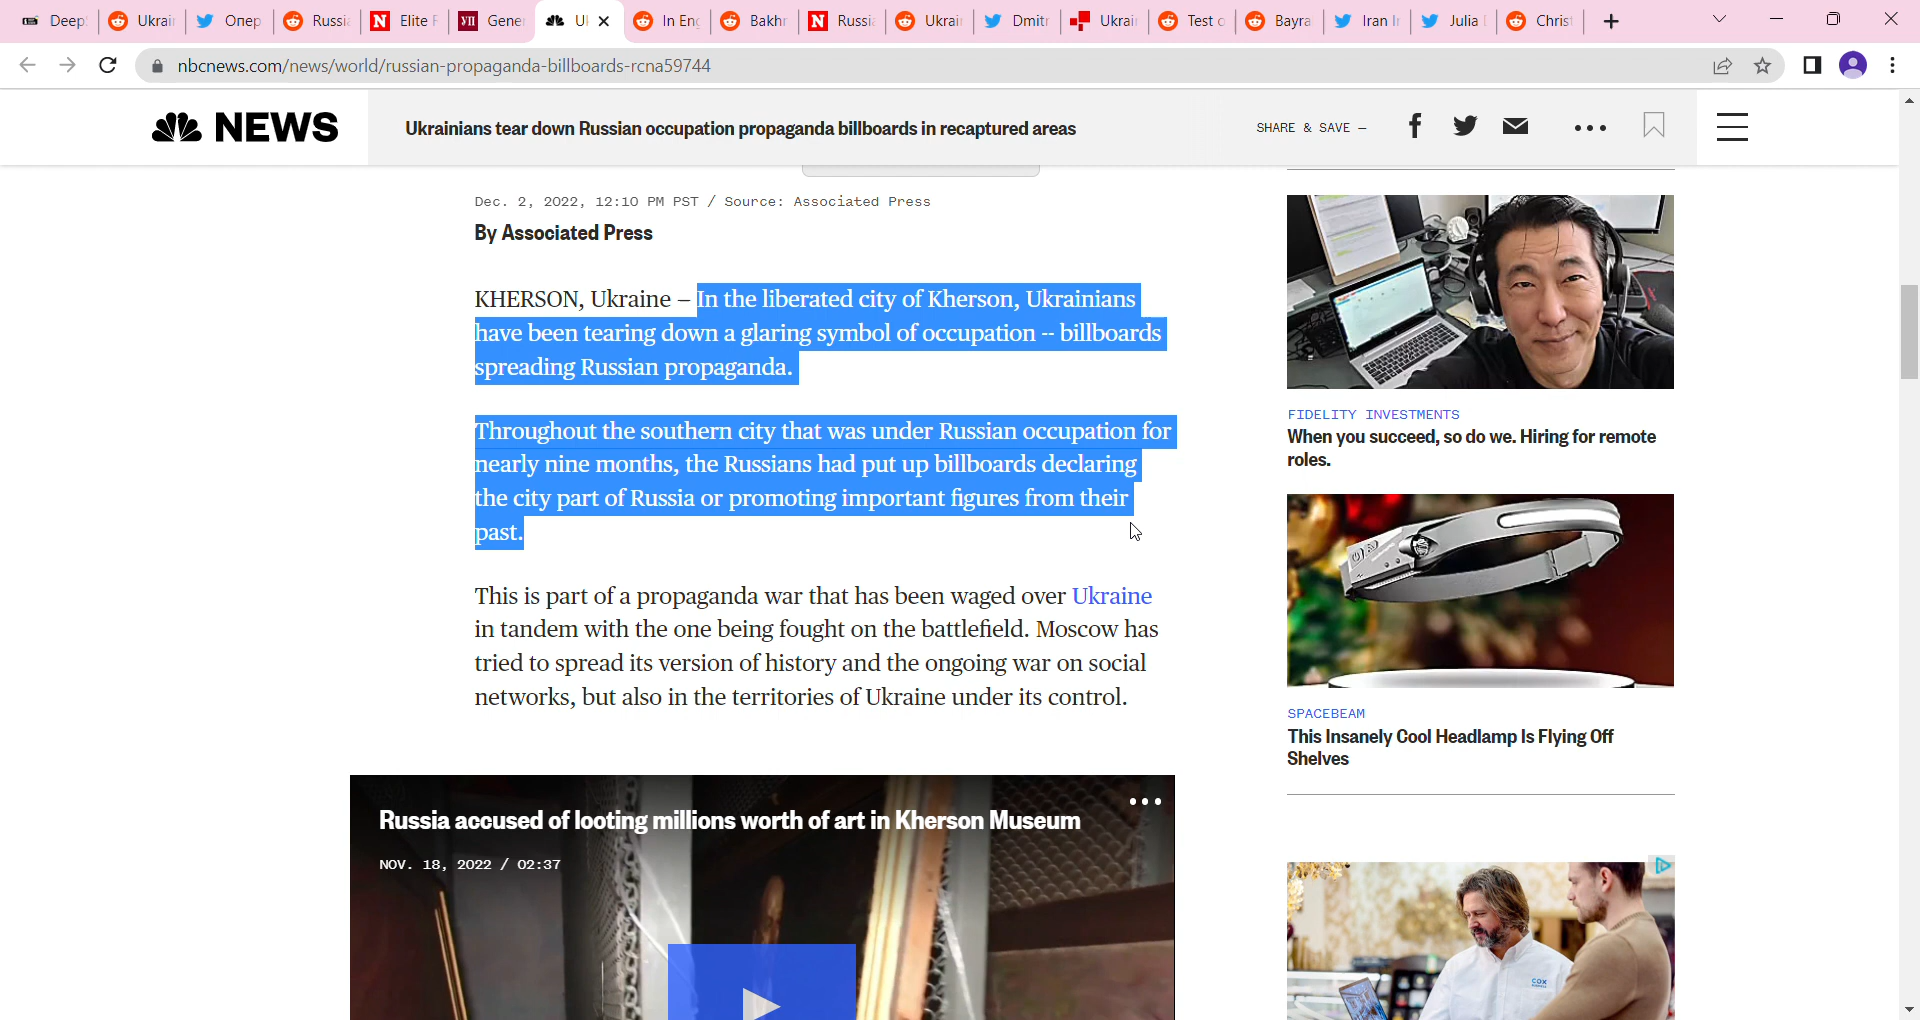 Deep
Ukrai
Опер
Russia
Elite F
УП Gene
Uk
In Eng
Bakhr
Russi
Ukrai
Dmitr
Ukrai
Test c
Bayra
Iran I
Julia
Christ
nbcnews.com/news/world/russian-propaganda-billboards-rcna59744
NEWS
Ukrainians tear down Russian occupation propaganda billboards in recaptured areas
SHARE & SAVE —
Dec. 2, 2022, 12:10 PM PST / Source: Associated Press
By Associated Press
KHERSON, Ukraine – In the liberated city of Kherson, Ukrainians
have been tearing down a glaring symbol of occupation -- billboards
spreading Russian propaganda.
Throughout the southern city that was under Russian occupation for
nearly nine months, the Russians had put up billboards declaring
the city part of Russia or promoting important figures from their
past.
This is part of a propaganda war that has been waged over Ukraine
in tandem with the one being fought on the battlefield. Moscow has
tried to spread its version of history and the ongoing war on social
networks, but also in the territories of Ukraine under its control.
Russia accused of looting millions worth of art in Kherson Museum
NOV. 18, 2022 / 02:37
FIDELITY INVESTMENTS
When you succeed, so do we. Hiring for remote
roles.
SPACEBEAM
This Insanely Cool Headlamp Is Flying Off
Shelves
COX